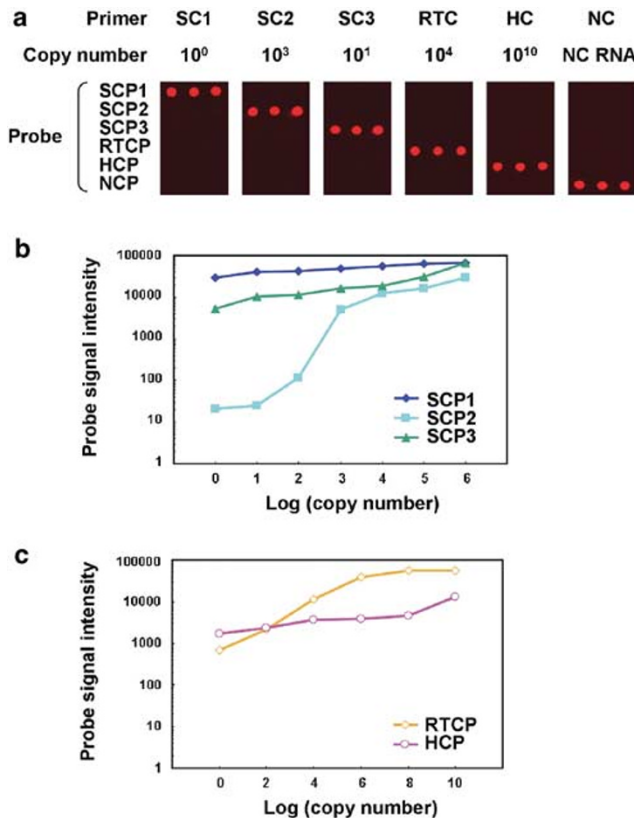 a
Primer SC1 SC2 SC3 RTC HC NC
Copy number 10⁰ 10³ 10¹ 10⁴ 10¹⁰ NC RNA
Probe
SCP1
SCP2
SCP3
RTCP
HCP
NCP
b
Probe signal intensity
100000
10000
1000
100
10
1
SCP1
SCP2
SCP3
0 1 2 3 4 5 6
Log (copy number)
c
Probe signal intensity
100000
10000
1000
100
10
1
RTCP
HCP
0 2 4 6 8 10
Log (copy number)